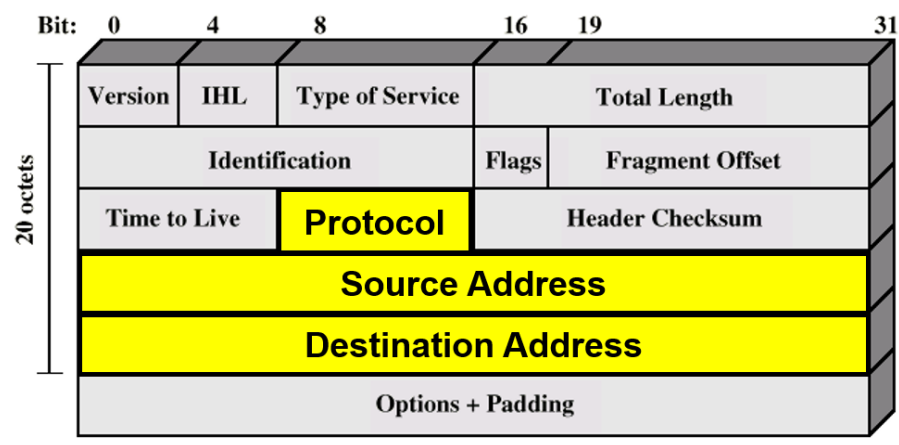 Bit: 0 4 8 16 19 31
Version IHL Type of Service Total Length
Identification Flags Fragment Offset
Time to Live Protocol Header Checksum
Source Address
Destination Address
Options + Padding
20 octets